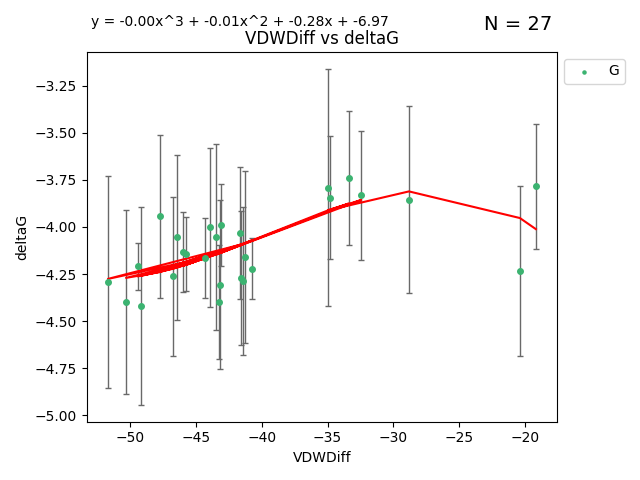 y = -0.00x^3 + -0.01x^2 + -0.28x + -6.97
N = 27
VDWDiff vs deltaG
G
−3.25
−3.50
−3.75
−4.00
−4.25
−4.50
−4.75
−5.00
deltaG
−50 −45 −40 −35 −30 −25 −20
VDWDiff